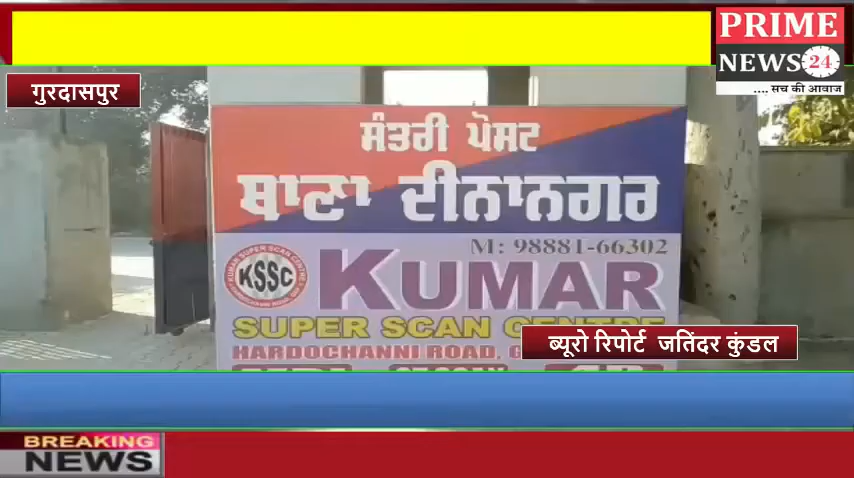 PRIME
NEWS 24
.... सच की आवाज
गुरदासपुर
ਸੰਤਰੀ ਪੋਸਟ
ਥਾਣਾ ਦੀਨਾਨਗਰ
M: 98881-66302
KSSC
KUMAR
SUPER SCAN CENTRE
HARDOCHANNI ROAD,
ब्यूरो रिपोर्ट जतिंदर कुंडल
BREAKING
NEWS